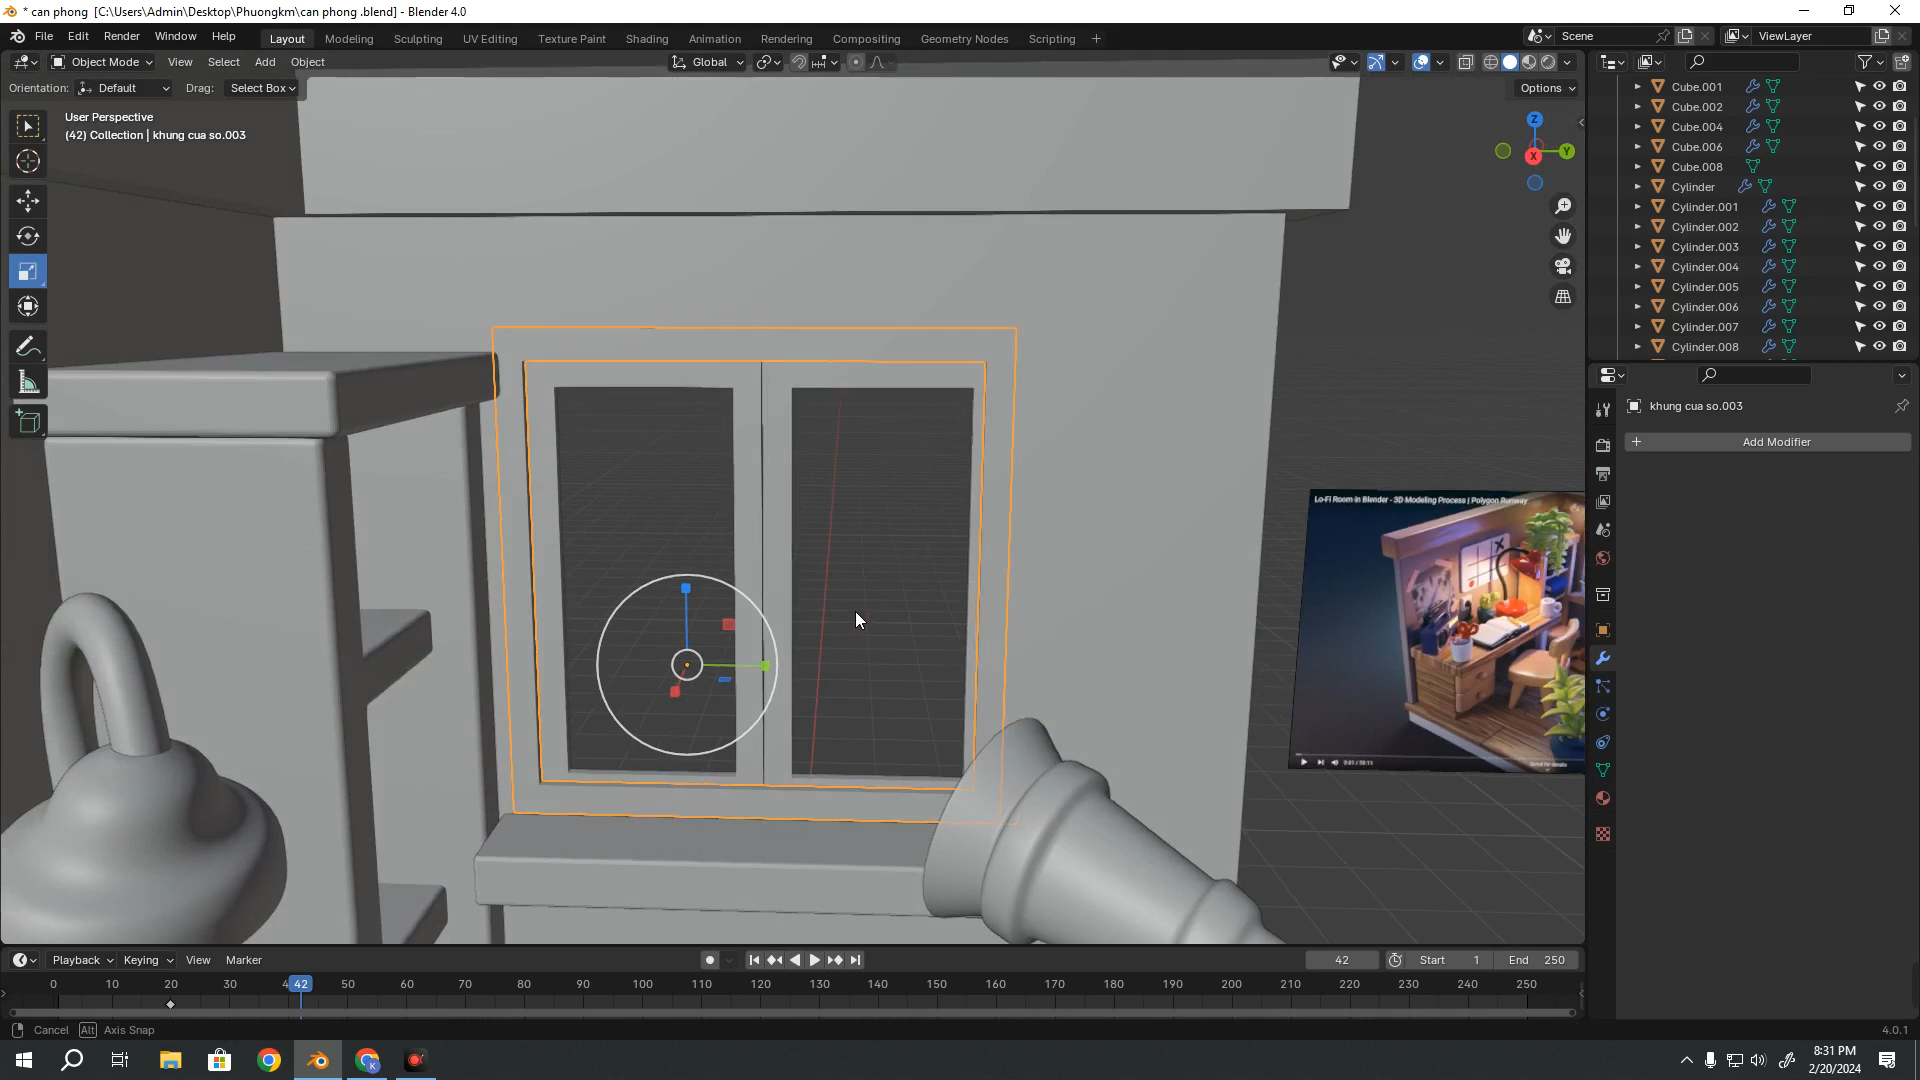 * can phong  [C:\Users\Admin\Desktop\Phuongkm\can phong .blend] - Blender 4.0
File Edit Render Window Help
Layout Modeling Sculpting UV Editing Texture Paint Shading Animation Rendering Compositing Geometry Nodes Scripting +
Scene ViewLayer
Object Mode View Select Add Object Global
Orientation: Default Drag: Select Box Options
User Perspective
(42) Collection | khung cua so.003
Z
Y
X
Cube.001
Cube.002
Cube.004
Cube.006
Cube.008
Cylinder
Cylinder.001
Cylinder.002
Cylinder.003
Cylinder.004
Cylinder.005
Cylinder.006
Cylinder.007
Cylinder.008
khung cua so.003
+ Add Modifier
Lo-Fi Room in Blender - 3D Modeling Process | Polygon Runway
Playback Keying View Marker 42 Start 1 End 250
0 10 20 30 4 42 50 60 70 80 90 100 110 120 130 140 150 160 170 180 190 200 210 220 230 240 250
Cancel Alt Axis Snap 4.0.1
K
8:31 PM
2/20/2024